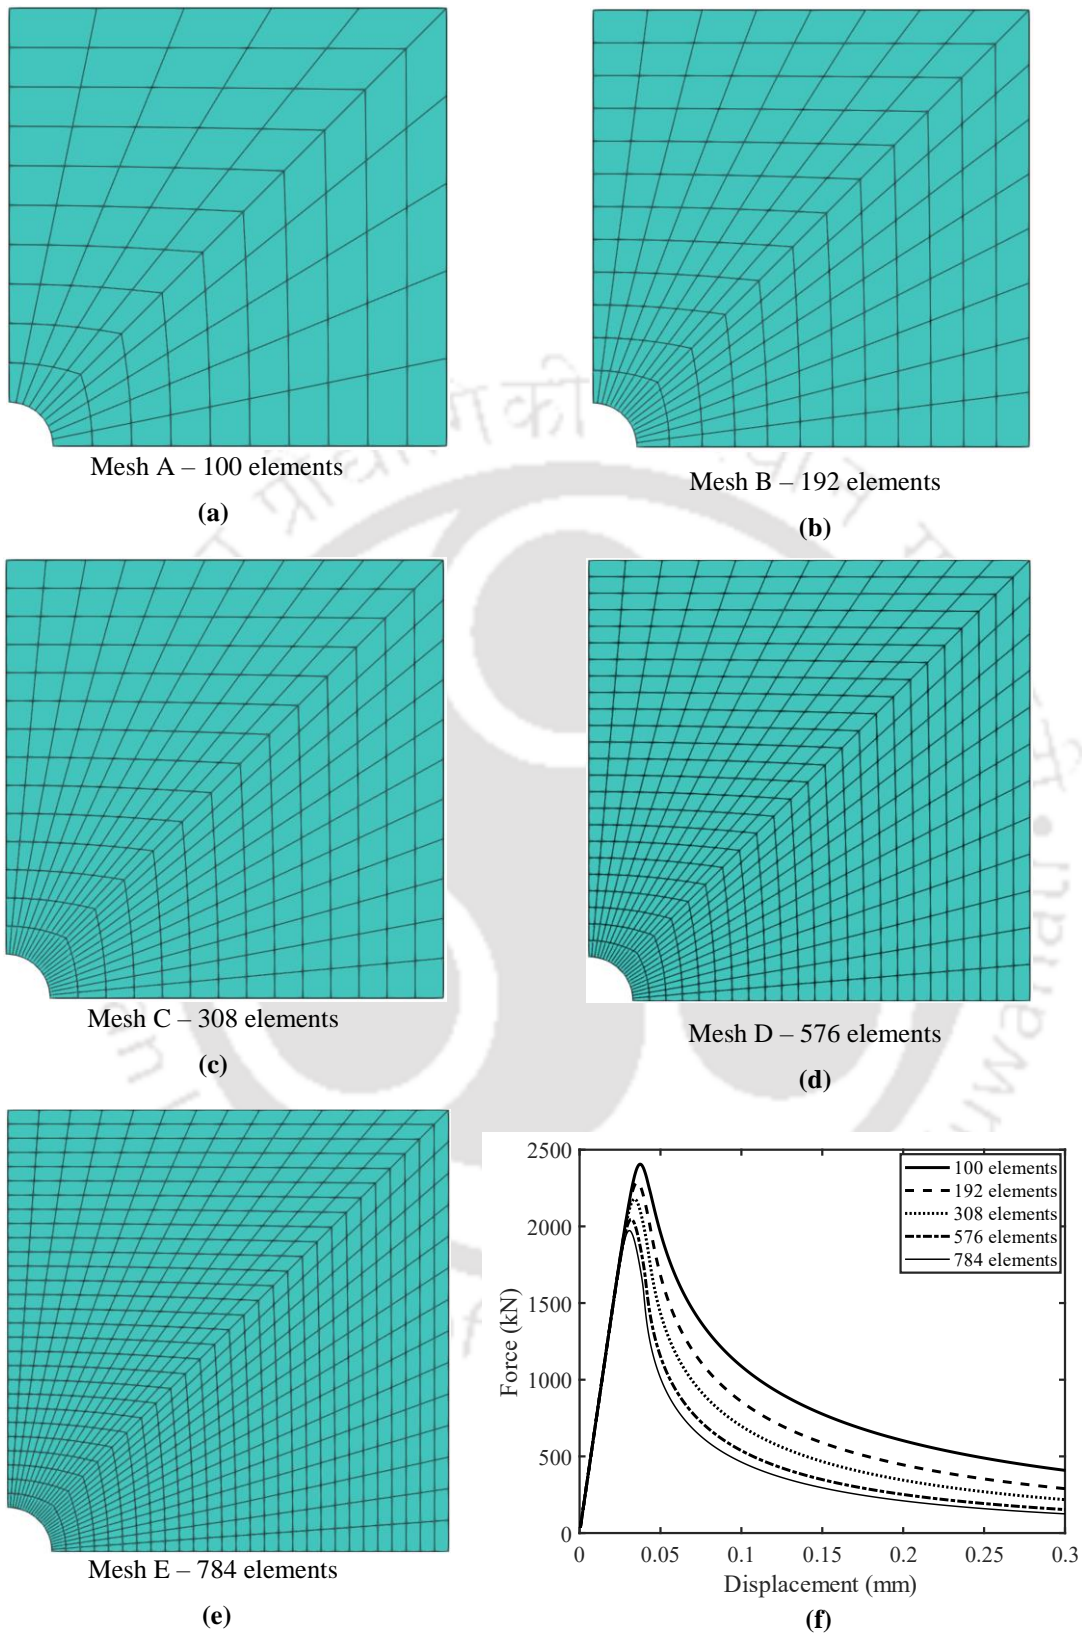 Mesh A – 100 elements
(a)
Mesh B – 192 elements
(b)
Mesh C – 308 elements
(c)
Mesh D – 576 elements
(d)
Mesh E – 784 elements
(e)
2500
2000
1500
1000
500
0
Force (kN)
100 elements
192 elements
308 elements
576 elements
784 elements
0 0.05 0.1 0.15 0.2 0.25 0.3
Displacement (mm)
(f)